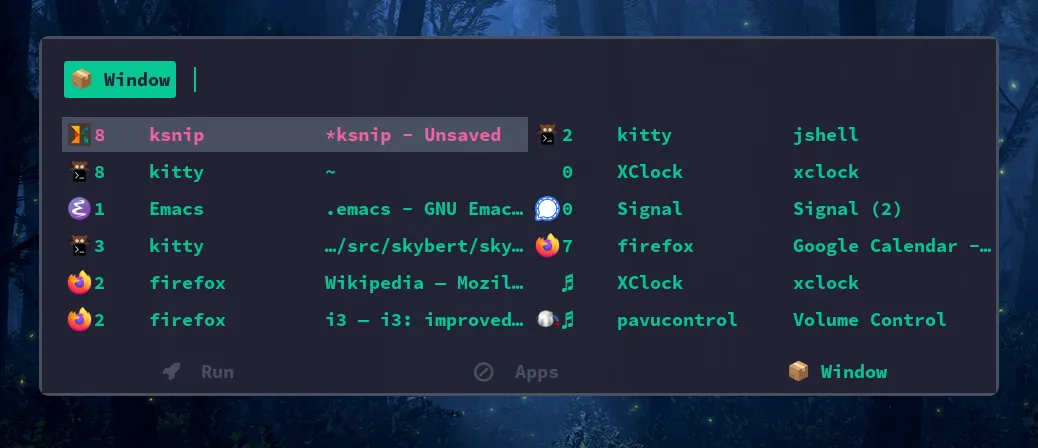 Window
8 ksnip *ksnip - Unsaved 2 kitty jshell
8 kitty ~ 0 XClock xclock
1 Emacs .emacs - GNU Emac… 0 Signal Signal (2)
3 kitty …/src/skybert/sky… 7 firefox Google Calendar -…
2 firefox Wikipedia — Mozil… ♬ XClock xclock
2 firefox i3 – i3: improved… ♬ pavucontrol Volume Control
Run Apps Window